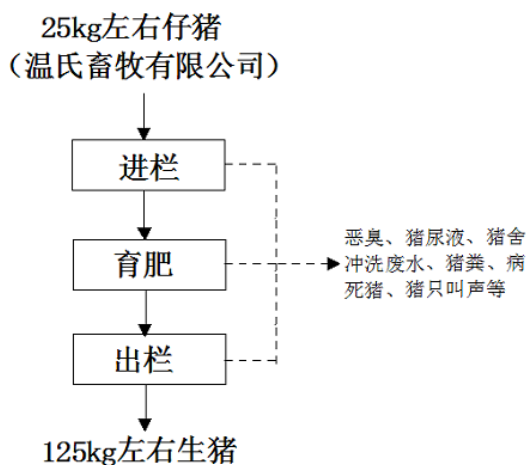 25kg左右仔猪
（温氏畜牧有限公司）
进栏
育肥
恶臭、猪尿液、猪舍
冲洗废水、猪粪、病
死猪、猪只叫声等
出栏
125kg左右生猪